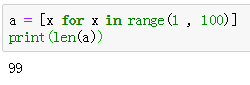 a = [x for x in range(1 , 100)]
print(len(a))
99